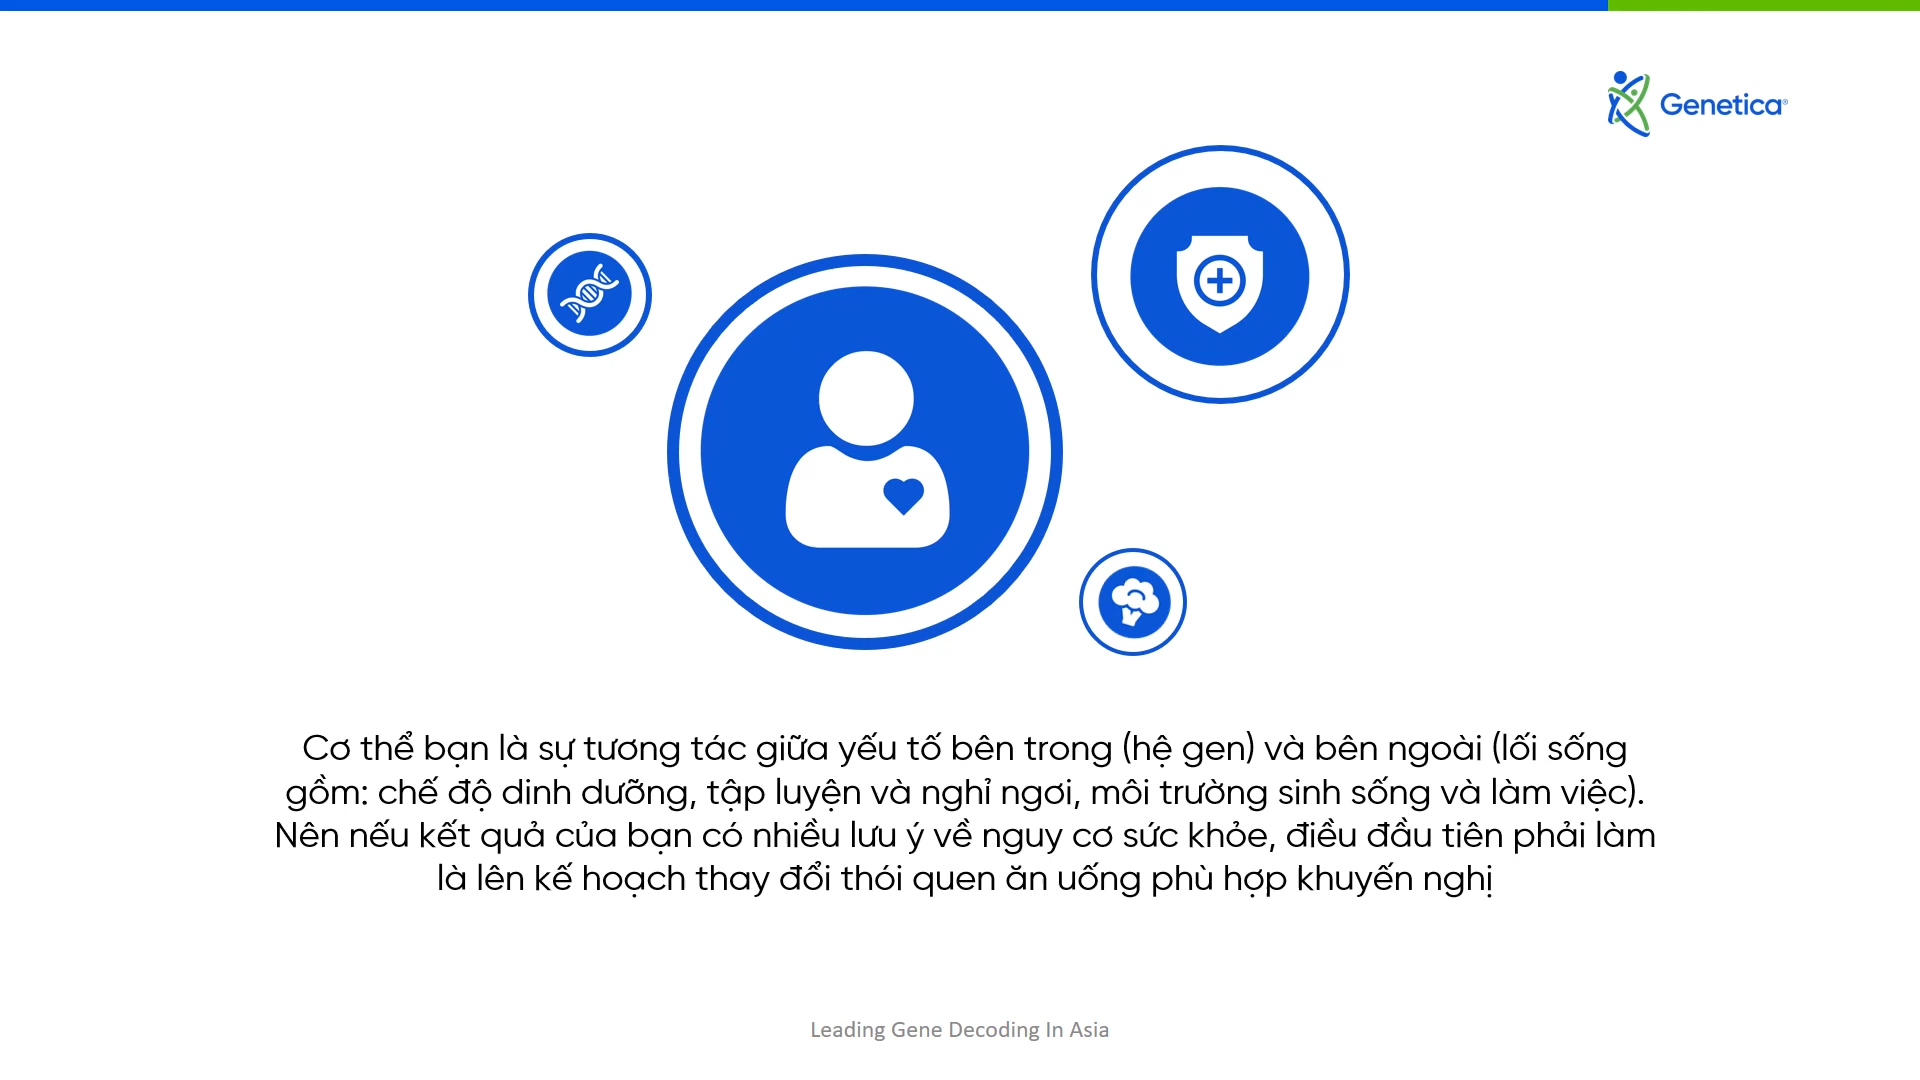 Genetica®
Cơ thể bạn là sự tương tác giữa yếu tố bên trong (hệ gen) và bên ngoài (lối sống
gồm: chế độ dinh dưỡng, tập luyện và nghỉ ngơi, môi trường sinh sống và làm việc).
Nên nếu kết quả của bạn có nhiều lưu ý về nguy cơ sức khỏe, điều đầu tiên phải làm
là lên kế hoạch thay đổi thói quen ăn uống phù hợp khuyến nghị
Leading Gene Decoding In Asia